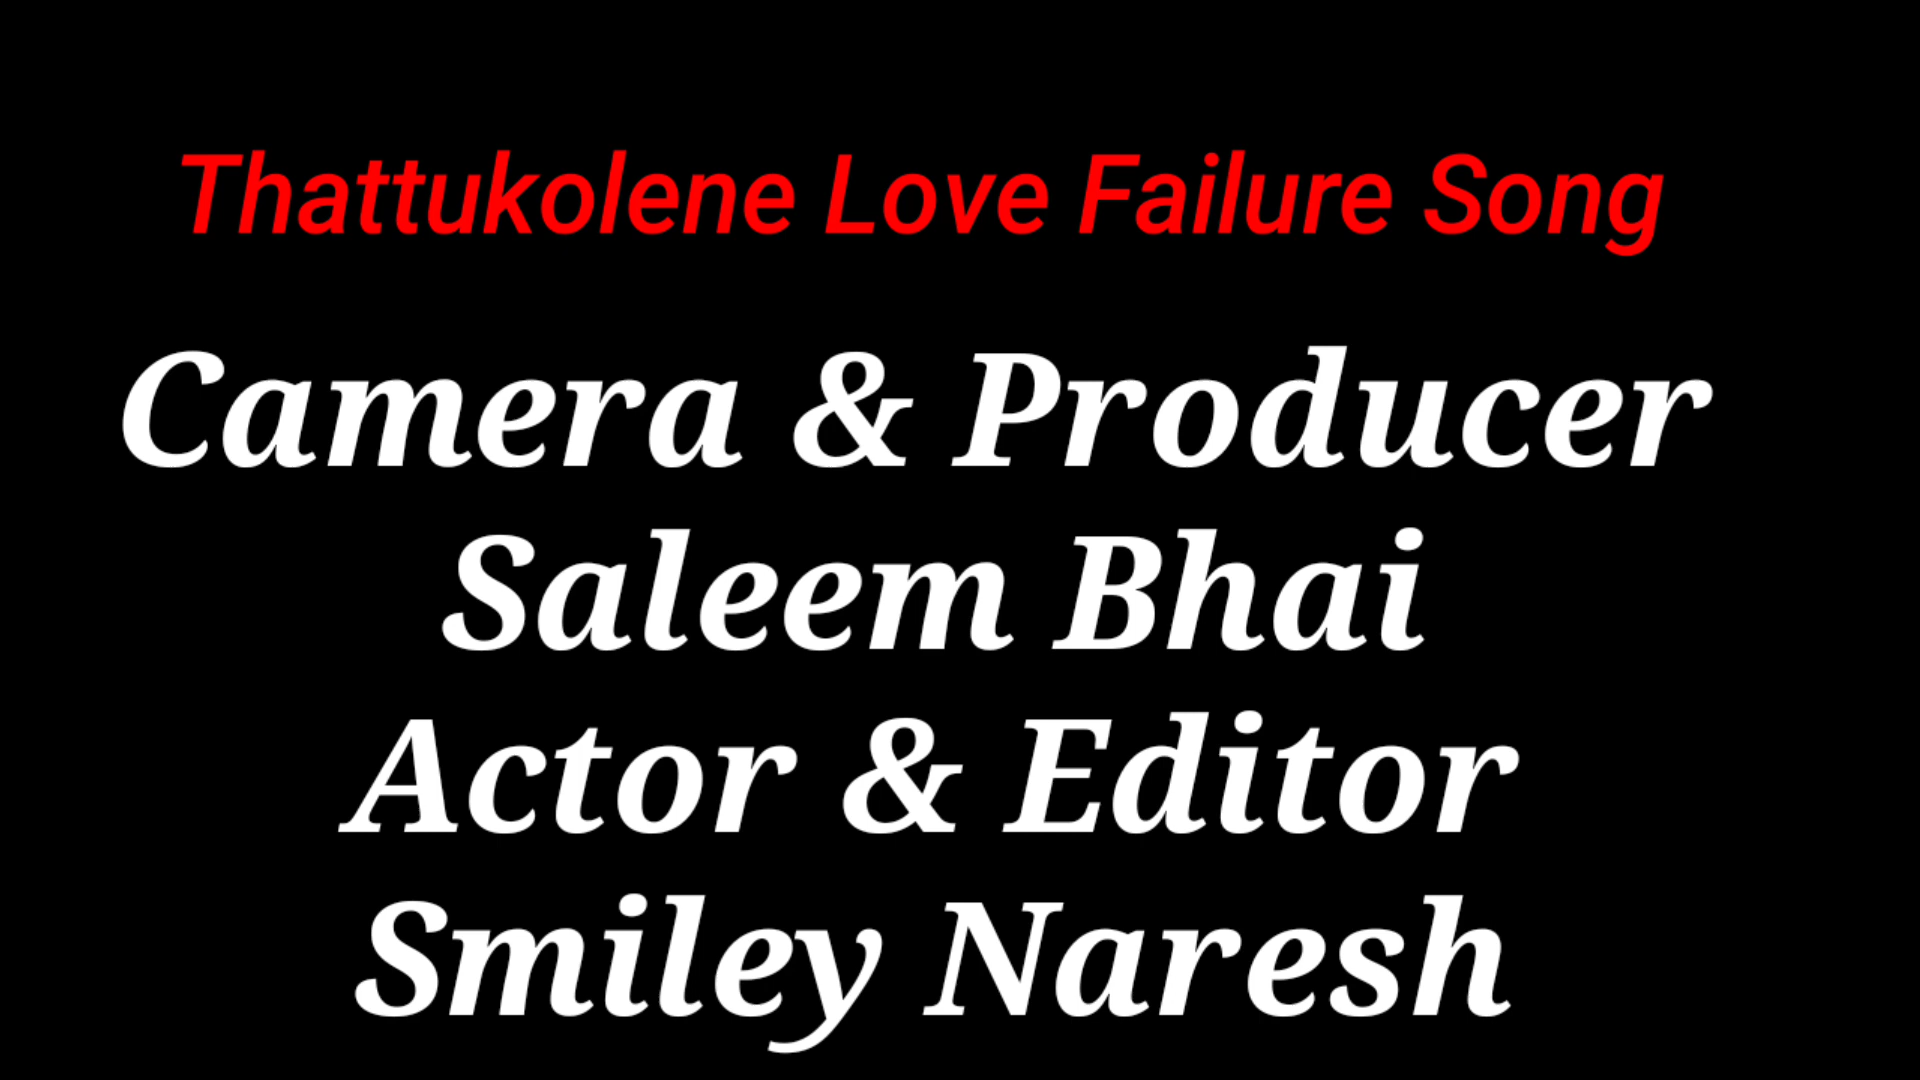 Thattukolene Love Failure Song
Camera & Producer
Saleem Bhai
Actor & Editor
Smiley Naresh